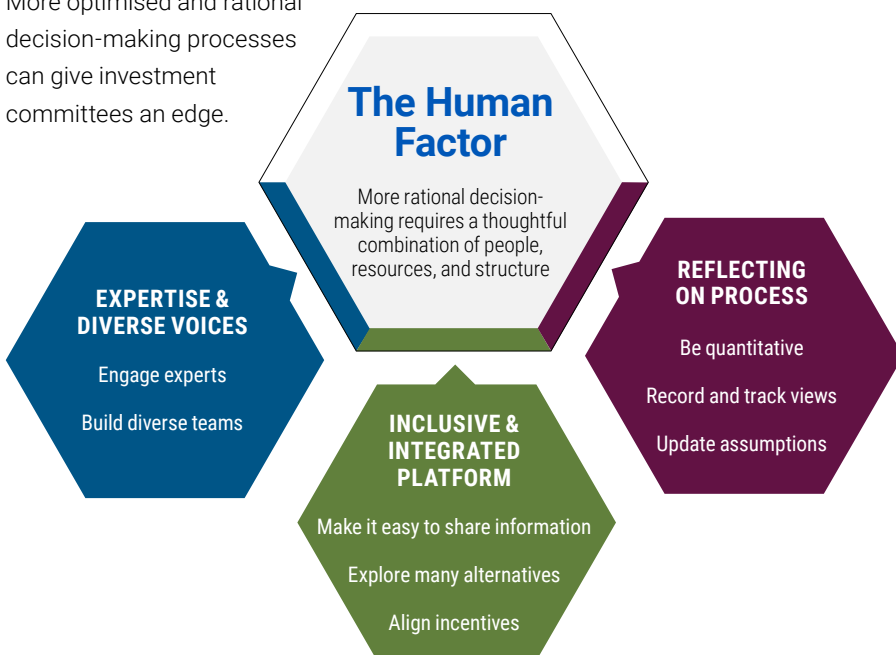 More optimised and rational
decision-making processes
can give investment
committees an edge.
The Human
Factor
More rational decision-
making requires a thoughtful
combination of people,
resources, and structure
EXPERTISE &
DIVERSE VOICES
Engage experts
Build diverse teams
INCLUSIVE &
INTEGRATED
PLATFORM
Make it easy to share information
Explore many alternatives
Align incentives
REFLECTING
ON PROCESS
Be quantitative
Record and track views
Update assumptions